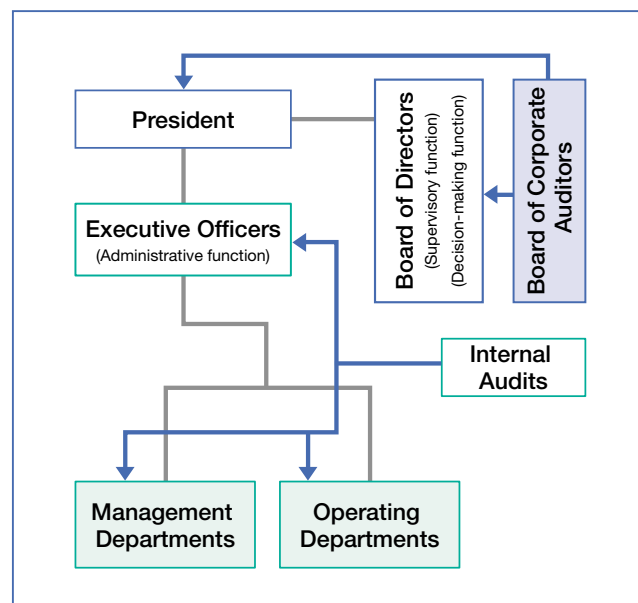 President
Board of Directors
(Supervisory function)
(Decision-making function)
Board of Corporate
Auditors
Executive Officers
(Administrative function)
Internal
Audits
Management
Departments
Operating
Departments